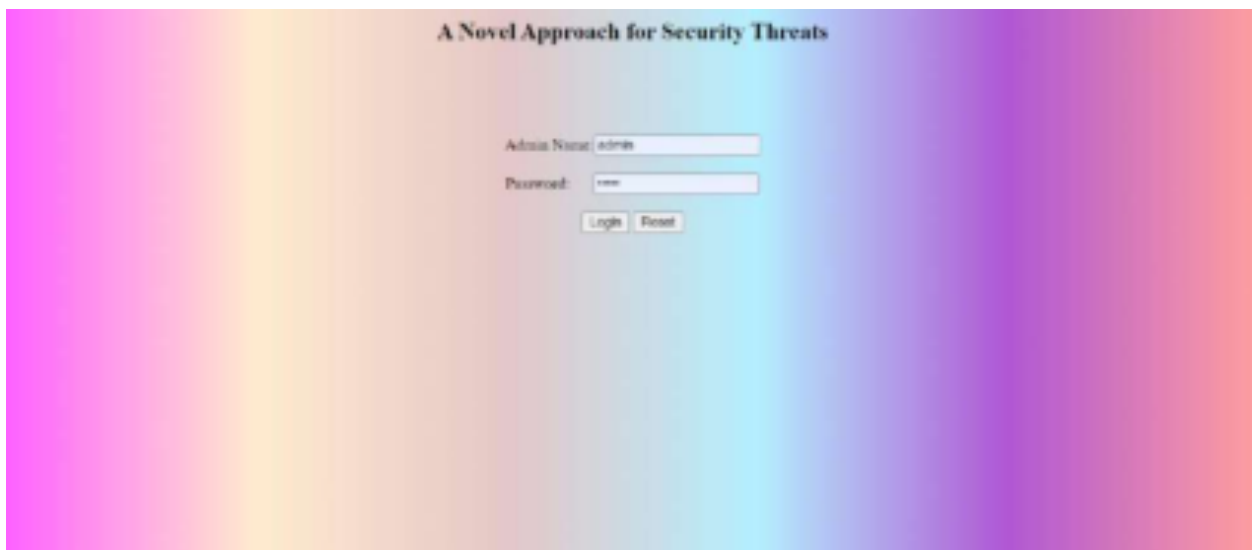 A Novel Approach for Security Threats
Admin Name admin
Password:
Login Reset